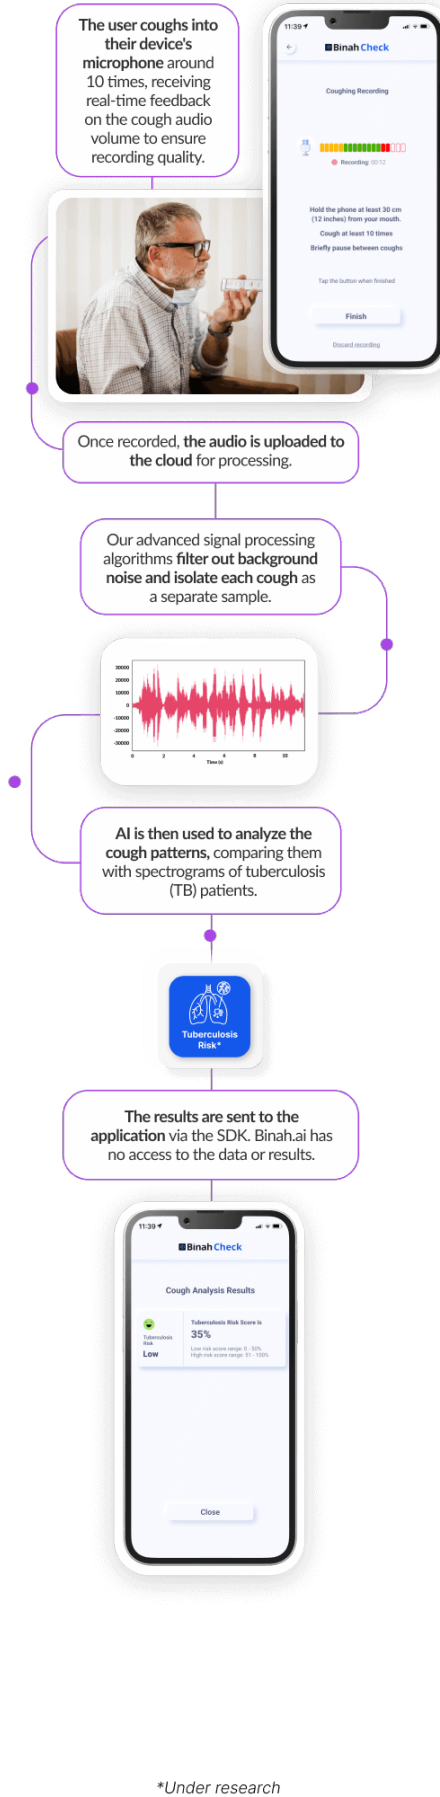 The user coughs into
their device's
microphone around
10 times, receiving
real-time feedback
on the cough audio
volume to ensure
recording quality.
11:39
BinahCheck
Coughing Recording
Recording 00:12
Hold the phone at least 30 cm
(12 inches) from your mouth.
Cough at least 10 times
Briefly pause between coughs
Tap the button when finished
Finish
Discard recording
Once recorded, the audio is uploaded to
the cloud for processing.
Our advanced signal processing
algorithms filter out background
noise and isolate each cough as
a separate sample.
30000
20000
10000
0
-10000
-20000
-30000
0 2 4 6 8 10
Time (s)
AI is then used to analyze the
cough patterns, comparing them
with spectrograms of tuberculosis
(TB) patients.
Tuberculosis
Risk*
The results are sent to the
application via the SDK. Binah.ai has
no access to the data or results.
11:39
BinahCheck
Cough Analysis Results
Tuberculosis
Risk
Low
Tuberculosis Risk Score is
35%
Low risk score range: 0 - 50%
High risk score range: 51 - 100%
Close
*Under research